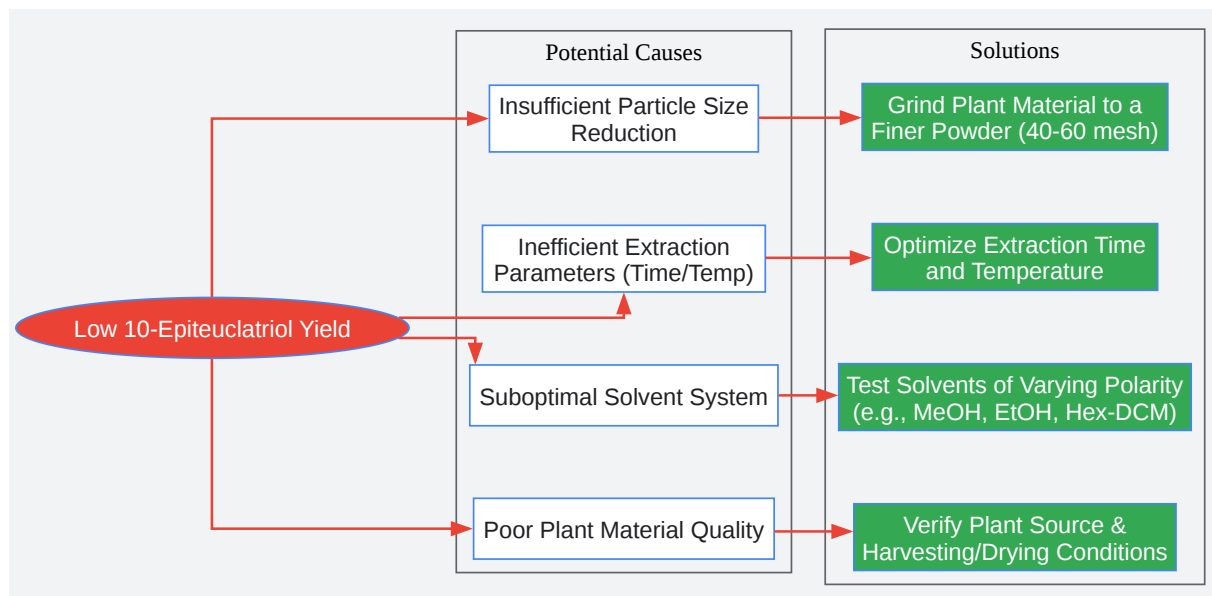 Potential Causes
Solutions
Insufficient Particle Size
Reduction
Grind Plant Material to a
Finer Powder (40-60 mesh)
Inefficient Extraction
Parameters (Time/Temp)
Optimize Extraction Time
and Temperature
Low 10-Epiteuclatriol Yield
Suboptimal Solvent System
Test Solvents of Varying Polarity
(e.g., MeOH, EtOH, Hex-DCM)
Poor Plant Material Quality
Verify Plant Source &
Harvesting/Drying Conditions